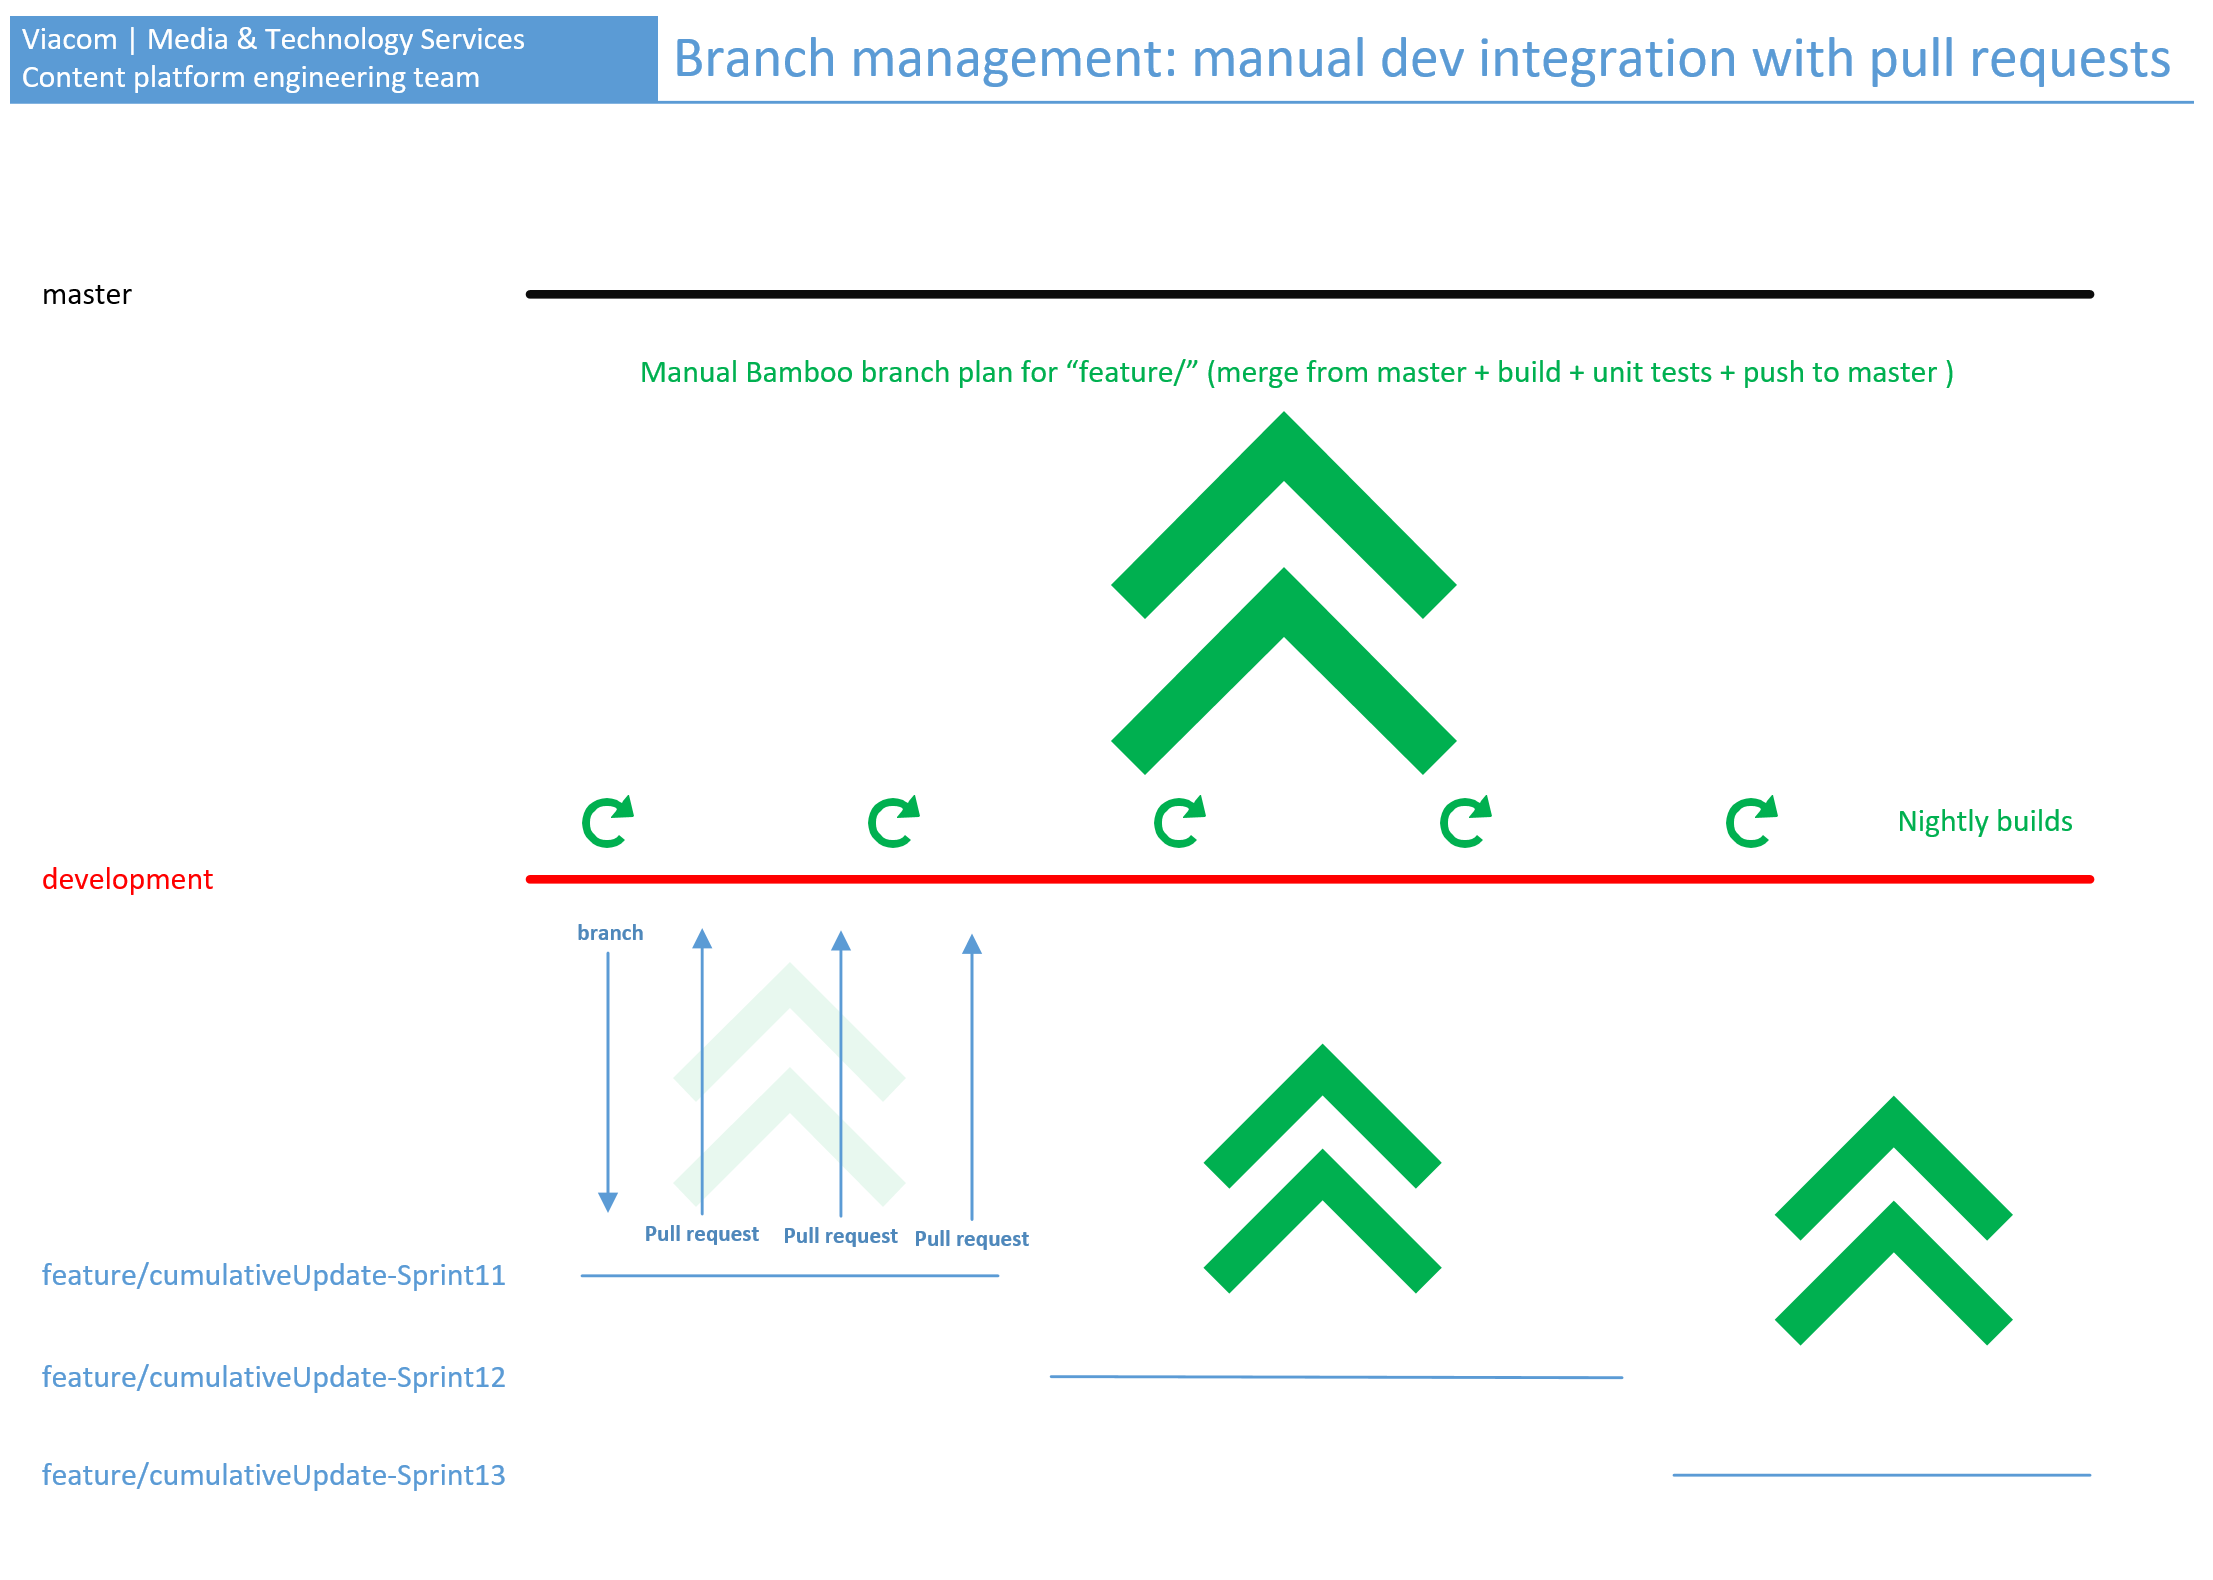 Viacom | Media & Technology Services
Content platform engineering team
Branch management: manual dev integration with pull requests
master
Manual Bamboo branch plan for “feature/” (merge from master + build + unit tests + push to master )
Nightly builds
development
branch
Pull request
Pull request
Pull request
feature/cumulativeUpdate-Sprint11
feature/cumulativeUpdate-Sprint12
feature/cumulativeUpdate-Sprint13